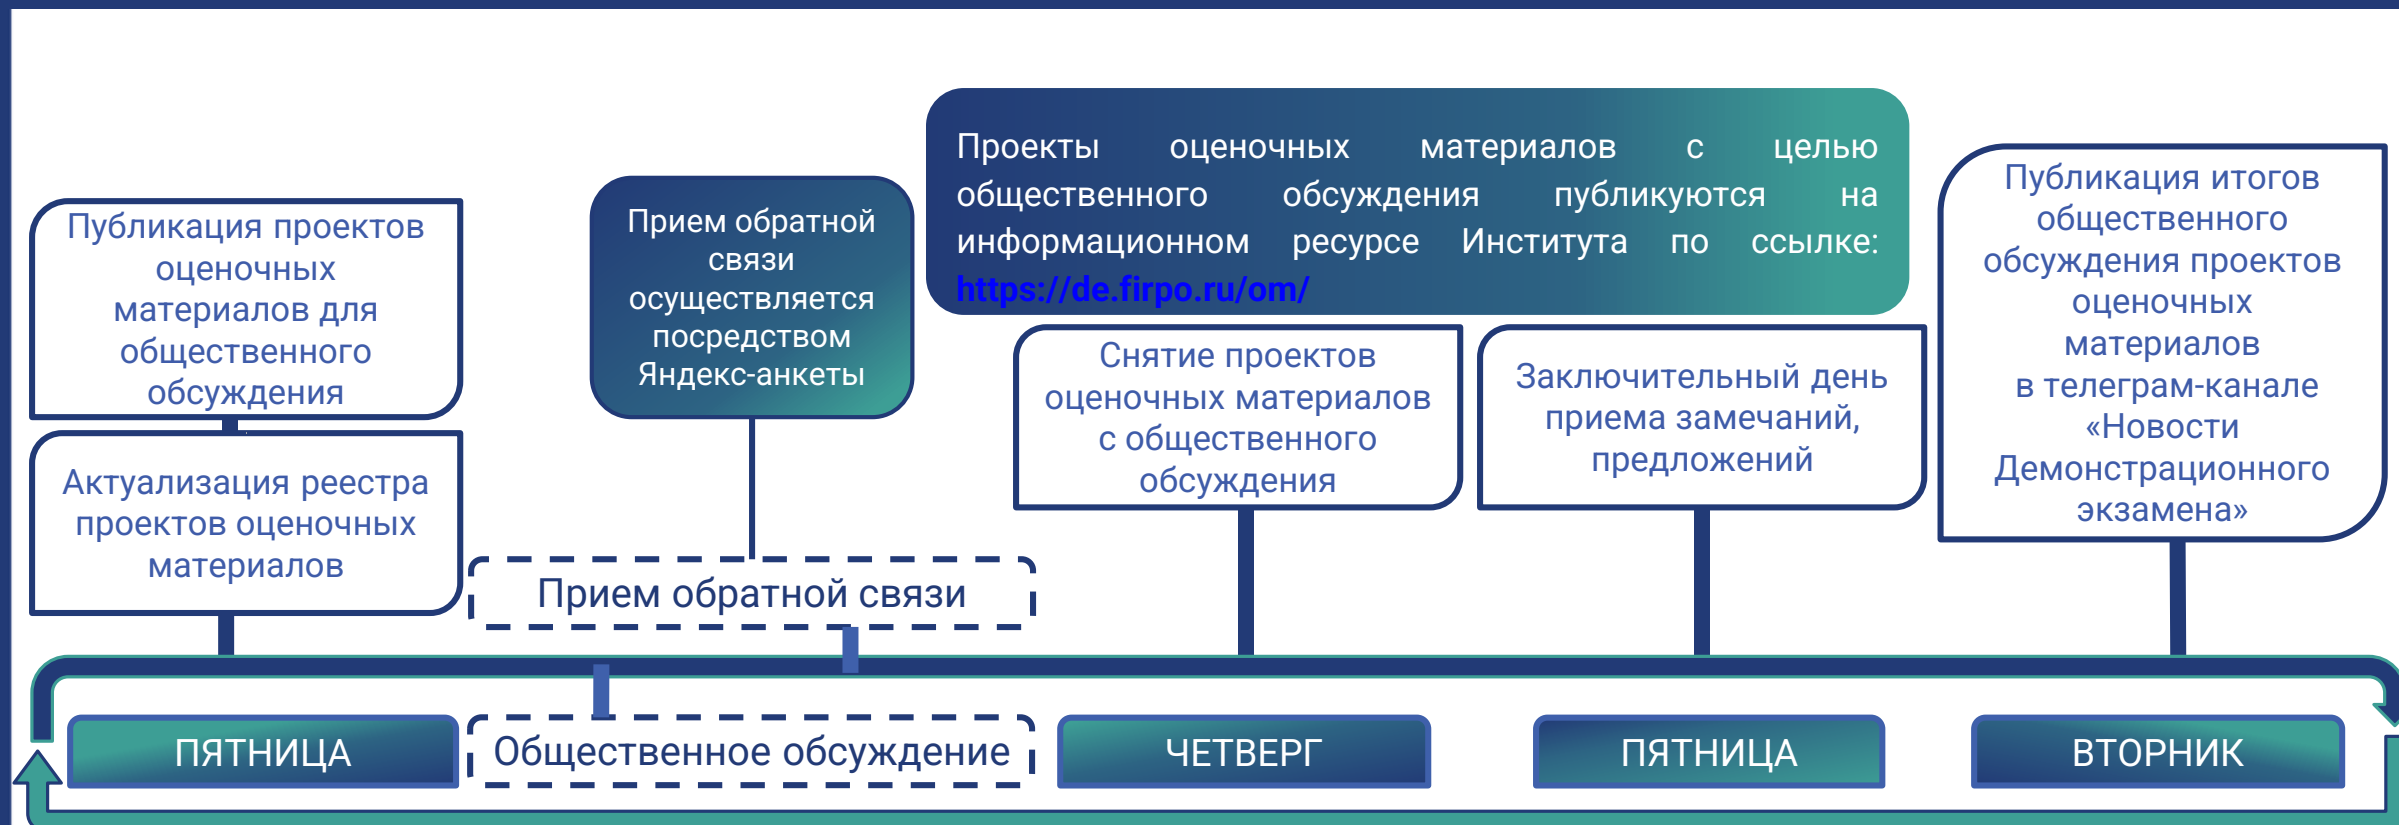 Публикация проектов
оценочных
материалов для
общественного
обсуждения
Актуализация реестра
проектов оценочных
материалов
Прием обратной
связи
осуществляется
посредством
Яндекс-анкеты
Прием обратной связи
Проекты оценочных материалов с целью
общественного обсуждения публикуются на
информационном ресурсе Института по ссылке:
https://de.firpo.ru/om/
Снятие проектов
оценочных материалов
с общественного
обсуждения
Заключительный день
приема замечаний,
предложений
Публикация итогов
общественного
обсуждения проектов
оценочных
материалов
в телеграм-канале
«Новости
Демонстрационного
экзамена»
ПЯТНИЦА
Общественное обсуждение
ЧЕТВЕРГ
ПЯТНИЦА
ВТОРНИК